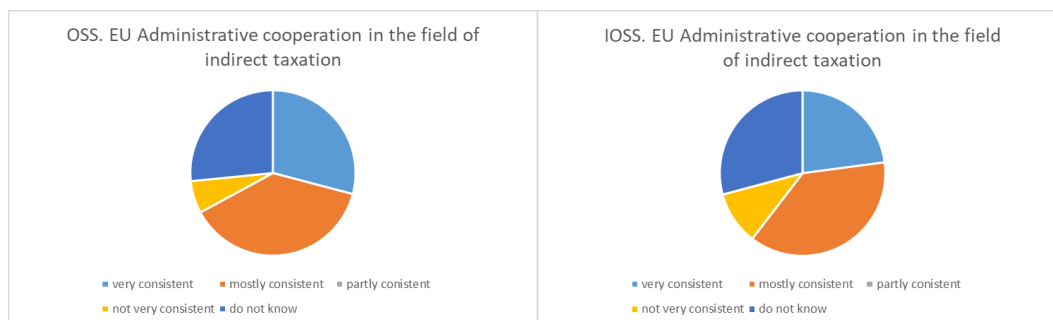 OSS. EU Administrative cooperation in the field of
indirect taxation
very consistent
mostly consistent
partly conistent
not very consistent
do not know
IOSS. EU Administrative cooperation in the field
of indirect taxation
very consistent
mostly consistent
partly conistent
not very consistent
do not know